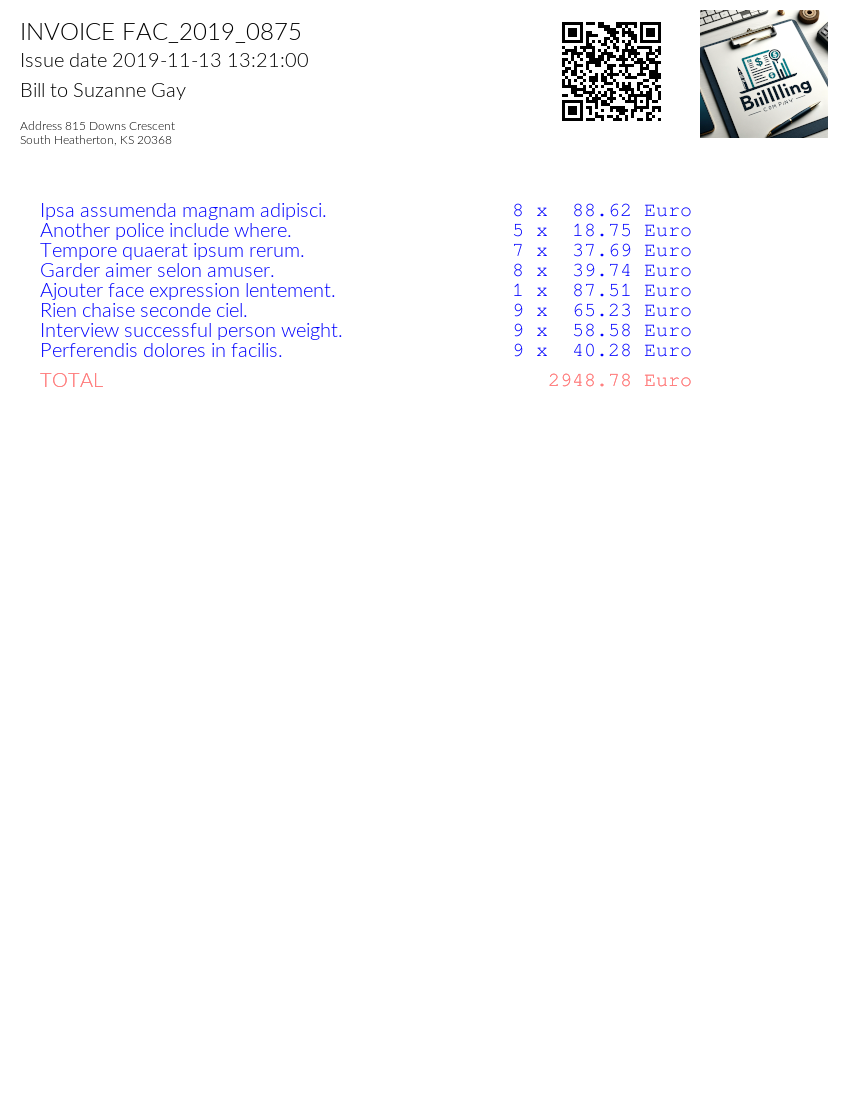 INVOICE FAC_2019_0875
Issue date 2019-11-13 13:21:00
Bill to Suzanne Gay
Address 815 Downs Crescent
South Heatherton, KS 20368
Biillling
COMPANY
Ipsa assumenda magnam adipisci. 8 x 88.62 Euro
Another police include where. 5 x 18.75 Euro
Tempore quaerat ipsum rerum. 7 x 37.69 Euro
Garder aimer selon amuser. 8 x 39.74 Euro
Ajouter face expression lentement. 1 x 87.51 Euro
Rien chaise seconde ciel. 9 x 65.23 Euro
Interview successful person weight. 9 x 58.58 Euro
Perferendis dolores in facilis. 9 x 40.28 Euro
TOTAL 2948.78 Euro